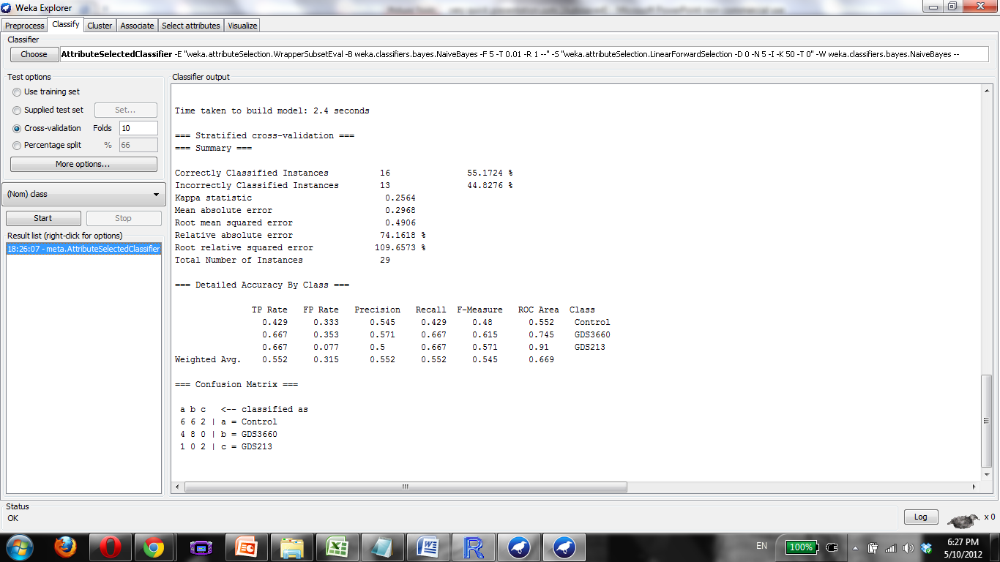 Weka Explorer
Preprocess Classify Cluster Associate Select attributes Visualize
Classifier
Choose AttributeSelectedClassifier -E "weka.attributeSelection.WrapperSubsetEval -B weka.classifiers.bayes.NaiveBayes -F 5 -T 0.01 -R 1 --" -S "weka.attributeSelection.LinearForwardSelection -D 0 -N 5 -I -K 50 -T 0" -W weka.classifiers.bayes.NaiveBayes --
Test options
Use training set
Supplied test set Set...
Cross-validation Folds 10
Percentage split % 66
More options...
(Nom) class
Start Stop
Result list (right-click for options)
18:26:07 - meta.AttributeSelectedClassifier
Classifier output
Time taken to build model: 2.4 seconds
=== Stratified cross-validation ===
=== Summary ===
Correctly Classified Instances 16 55.1724 %
Incorrectly Classified Instances 13 44.8276 %
Kappa statistic 0.2564
Mean absolute error 0.2968
Root mean squared error 0.4906
Relative absolute error 74.1618 %
Root relative squared error 109.6573 %
Total Number of Instances 29
=== Detailed Accuracy By Class ===
TP Rate FP Rate Precision Recall F-Measure ROC Area Class
0.429 0.333 0.545 0.429 0.48 0.552 Control
0.667 0.353 0.571 0.667 0.615 0.745 GDS3660
0.667 0.077 0.5 0.667 0.571 0.91 GDS213
Weighted Avg. 0.552 0.315 0.552 0.552 0.545 0.669
=== Confusion Matrix ===
a b c <-- classified as
6 6 2 | a = Control
4 8 0 | b = GDS3660
1 0 2 | c = GDS213
Status
OK
Log x 0
EN 100% 6:27 PM
5/10/2012